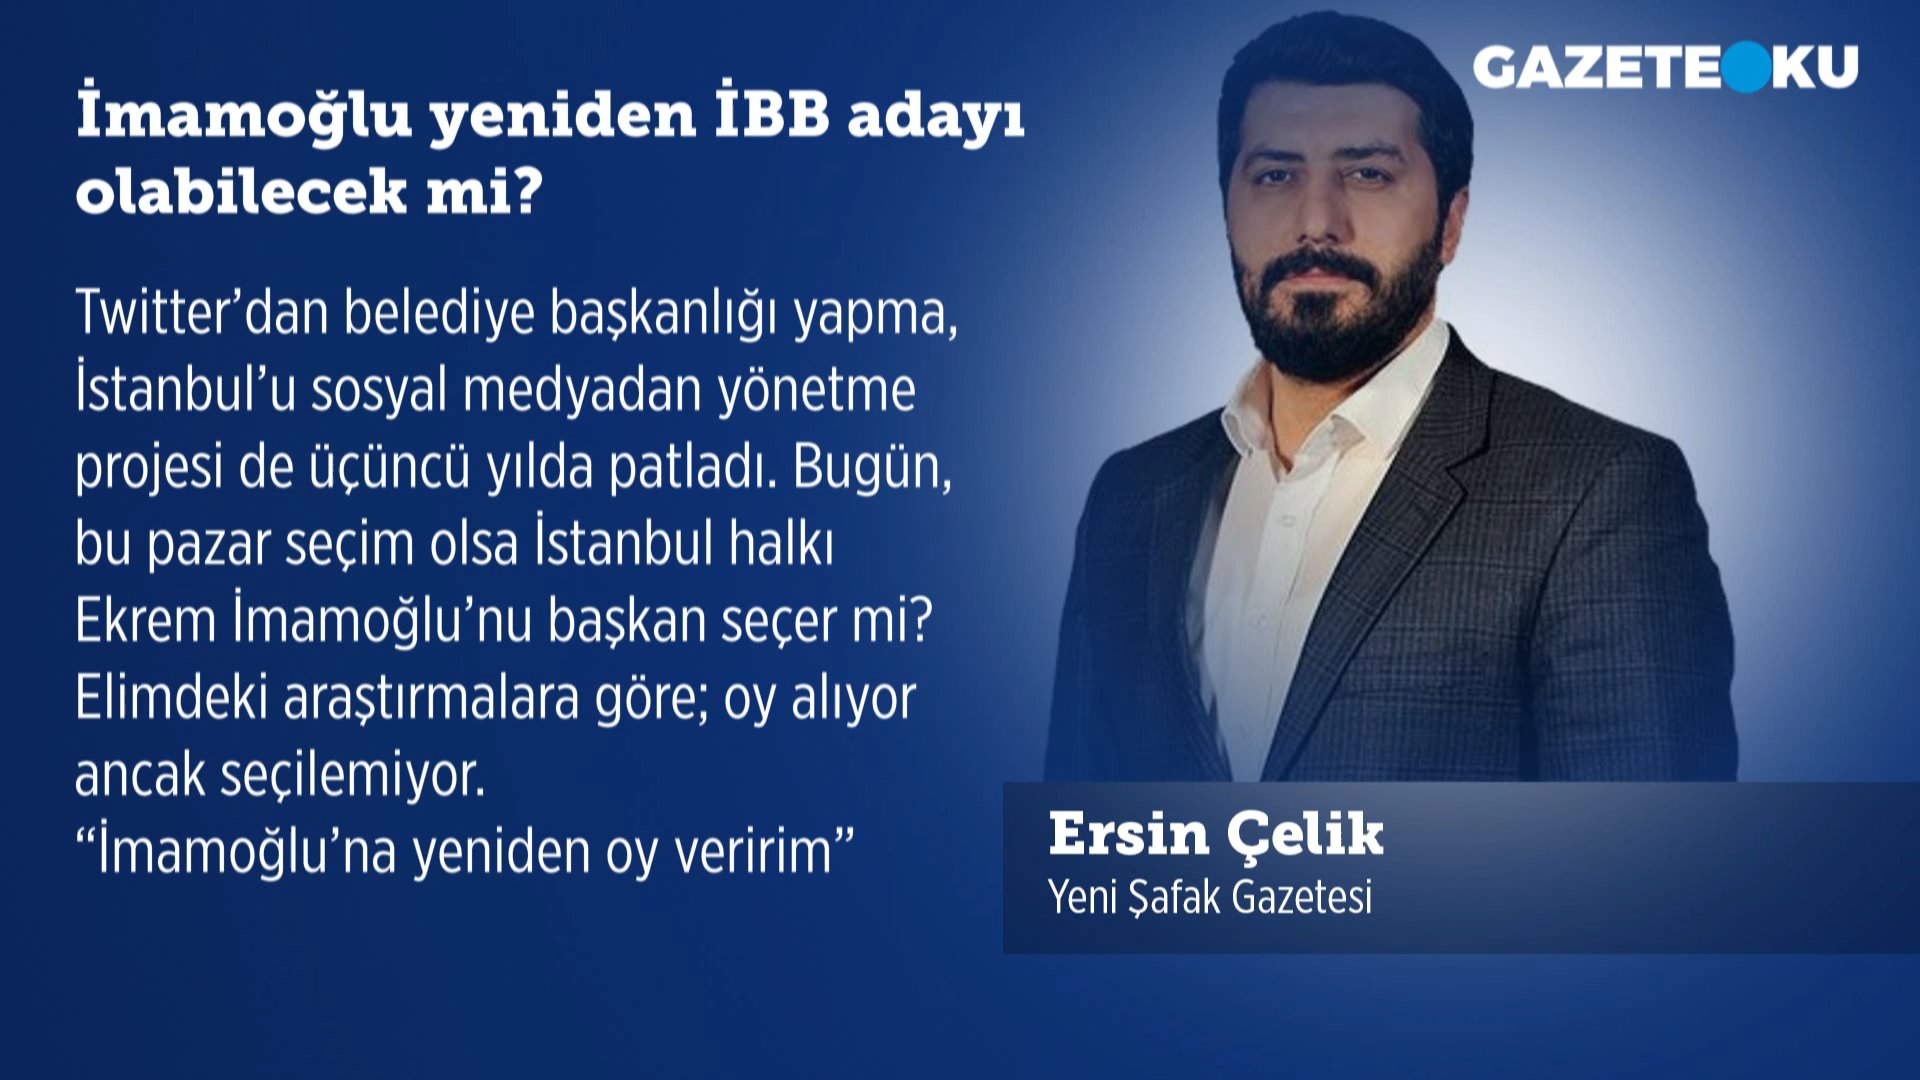 GAZETEOKU
İmamoğlu yeniden İBB adayı
olabilecek mi?
Twitter’dan belediye başkanlığı yapma,
İstanbul’u sosyal medyadan yönetme
projesi de üçüncü yılda patladı. Bugün,
bu pazar seçim olsa İstanbul halkı
Ekrem İmamoğlu’nu başkan seçer mi?
Elimdeki araştırmalara göre; oy alıyor
ancak seçilemiyor.
“İmamoğlu’na yeniden oy veririm”
Ersin Çelik
Yeni Şafak Gazetesi